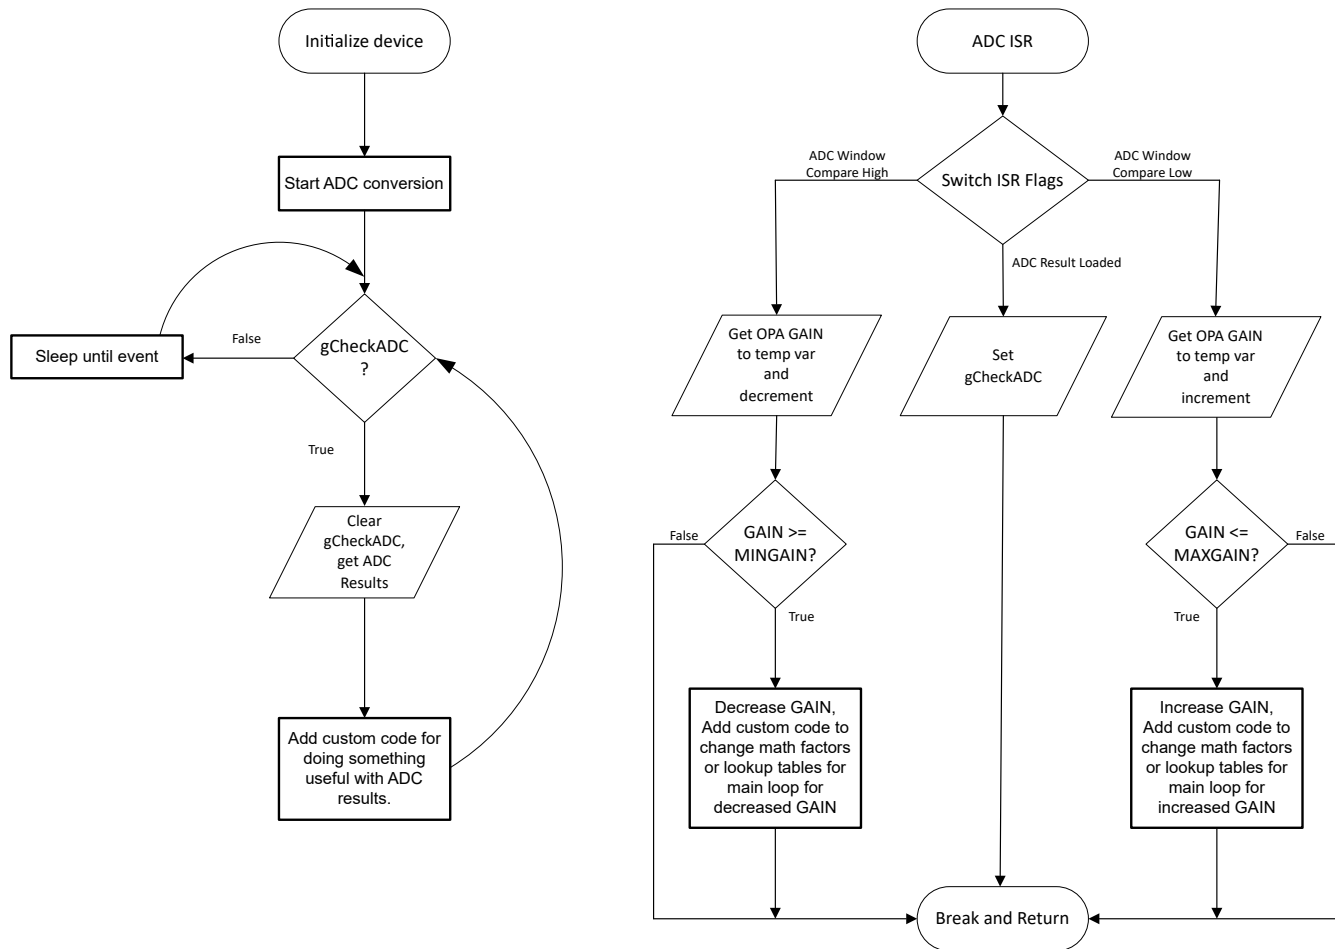 Initialize device
Start ADC conversion
gCheckADC
?
False
Sleep until event
True
Clear
gCheckADC,
get ADC
Results
Add custom code for
doing something
useful with ADC
results.
ADC ISR
Switch ISR Flags
ADC Window
Compare High
ADC Window
Compare Low
ADC Result Loaded
Get OPA GAIN
to temp var
and
decrement
Set
gCheckADC
Get OPA GAIN
to temp var
and
increment
False
GAIN >=
MINGAIN?
True
GAIN <=
MAXGAIN?
False
True
Decrease GAIN,
Add custom code to
change math factors
or lookup tables for
main loop for
decreased GAIN
Increase GAIN,
Add custom code to
change math factors
or lookup tables for
main loop for
increased GAIN
Break and Return